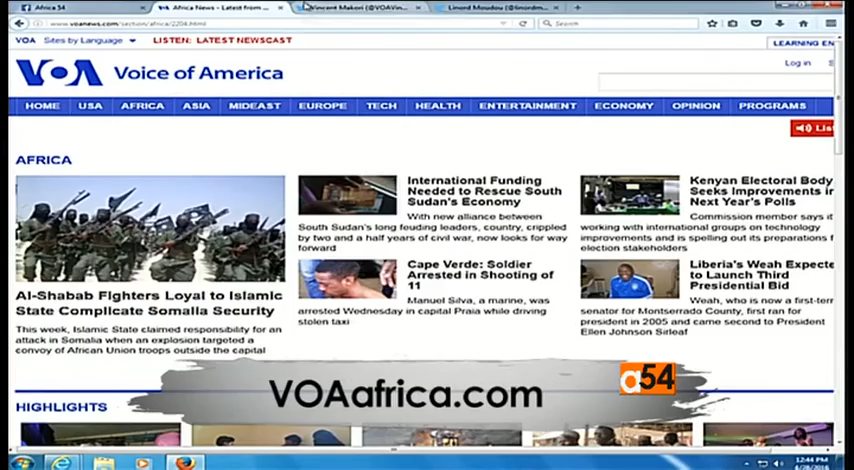 Africa 54
Africa News - Latest from ...
Vincent Makori (@VOAVin...
Linord Moudou (@linordm...
www.voanews.com/section/africa/2204.html
Search
VOA Sites by Language
LISTEN: LATEST NEWSCAST
LEARNING EN
VOA Voice of America
Log in
HOME USA AFRICA ASIA MIDEAST EUROPE TECH HEALTH ENTERTAINMENT ECONOMY OPINION PROGRAMS
List
AFRICA
Al-Shabab Fighters Loyal to Islamic
State Complicate Somalia Security
This week, Islamic State claimed responsibility for an
attack in Somalia when an explosion targeted a
convoy of African Union troops outside the capital
International Funding
Needed to Rescue South
Sudan's Economy
With new alliance between
South Sudan's long feuding leaders, country, crippled
by two and a half years of civil war, now looks for way
forward
Cape Verde: Soldier
Arrested in Shooting of
11
Manuel Silva, a marine, was
arrested Wednesday in capital Praia while driving
stolen taxi
Kenyan Electoral Body
Seeks Improvements in
Next Year's Polls
Commission member says it
working with international groups on technology
improvements and is spelling out its preparations f
election stakeholders
Liberia's Weah Expecte
to Launch Third
Presidential Bid
Weah, who is now a first-term
senator for Montserrado County, first ran for
president in 2005 and came second to President
Ellen Johnson Sirleaf
VOAafrica.com
a54
HIGHLIGHTS
12:44 PM
4/28/2016